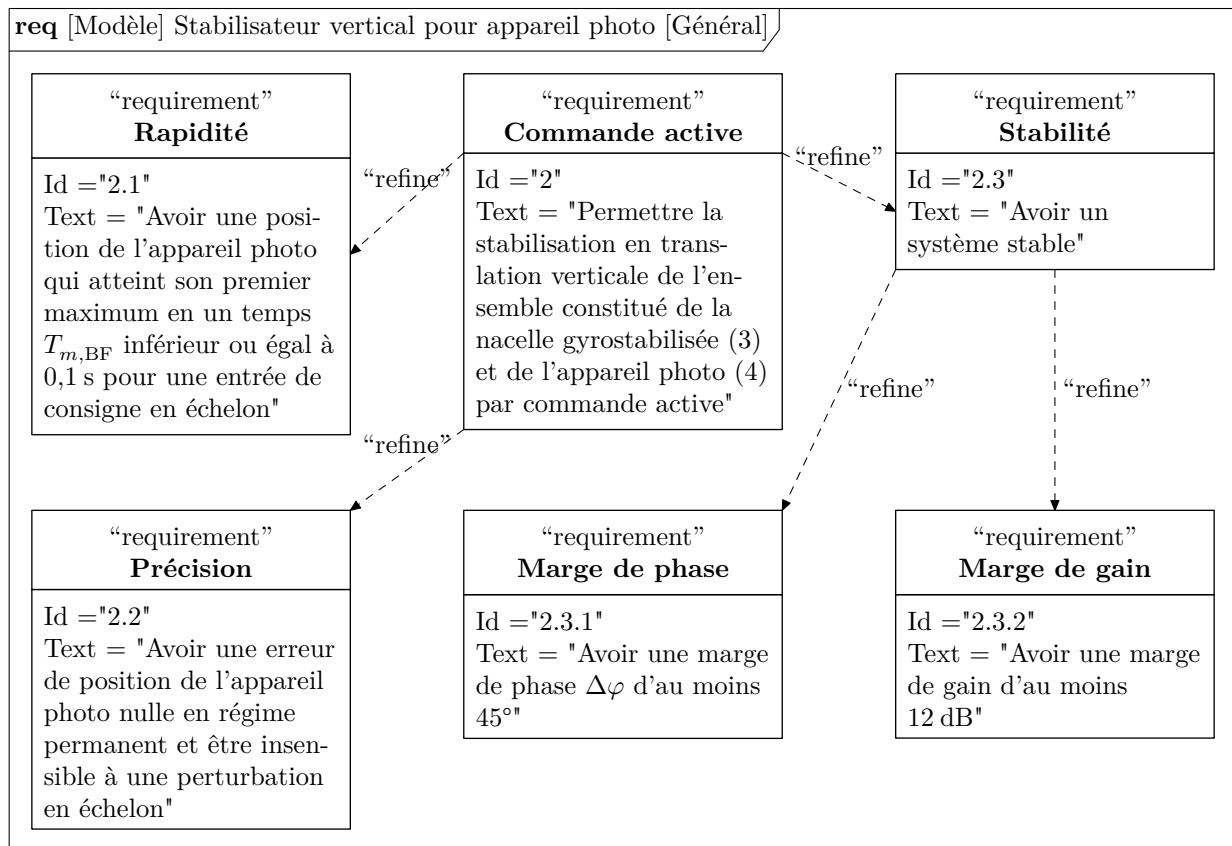 req [Modèle] Stabilisateur vertical pour appareil photo [Général]
“requirement”
Rapidité
Id ="2.1"
Text = "Avoir une posi-
tion de l'appareil photo
qui atteint son premier
maximum en un temps
T_{m,BF} inférieur ou égal à
0,1 s pour une entrée de
consigne en échelon"
“refine”
“requirement”
Commande active
Id ="2"
Text = "Permettre la
stabilisation en trans-
lation verticale de l'en-
semble constitué de la
nacelle gyrostabilisée (3)
et de l'appareil photo (4)
par commande active"
“refine”
“requirement”
Stabilité
Id ="2.3"
Text = "Avoir un
système stable"
“refine”
“refine”
“refine”
“requirement”
Précision
Id ="2.2"
Text = "Avoir une erreur
de position de l'appareil
photo nulle en régime
permanent et être insen-
sible à une perturbation
en échelon"
“requirement”
Marge de phase
Id ="2.3.1"
Text = "Avoir une marge
de phase Δφ d'au moins
45°"
“requirement”
Marge de gain
Id ="2.3.2"
Text = "Avoir une marge
de gain d'au moins
12 dB"